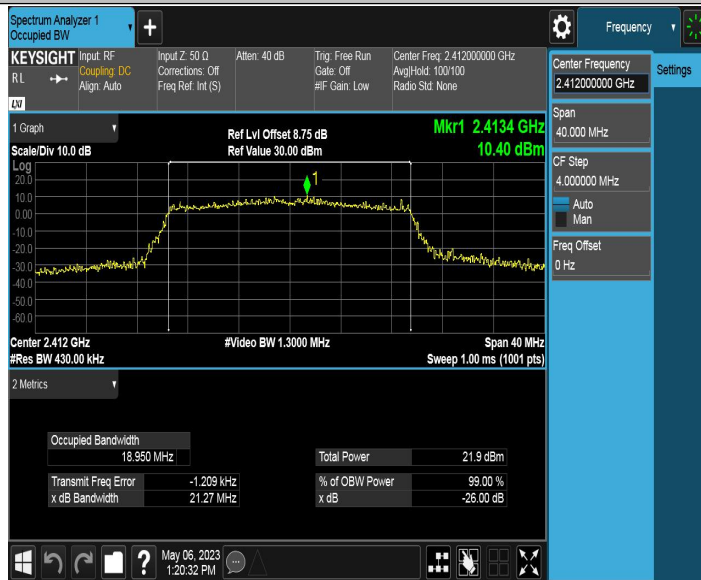 Spectrum Analyzer 1
Occupied BW
Frequency
KEYSIGHT
RL
LXI
Input: RF
Coupling: DC
Align: Auto
Input Z: 50 Ω
Corrections: Off
Freq Ref: Int (S)
Atten: 40 dB
Trig: Free Run
Gate: Off
#IF Gain: Low
Center Freq: 2.412000000 GHz
Avg|Hold: 100/100
Radio Std: None
Center Frequency
2.412000000 GHz
Settings
Span
40.000 MHz
CF Step
4.000000 MHz
Auto
Man
Freq Offset
0 Hz
1 Graph
Ref Lvl Offset 8.75 dB
Mkr1 2.4134 GHz
Scale/Div 10.0 dB
Ref Value 30.00 dBm
10.40 dBm
Log
20.0
1
10.0
0.00
-10.0
-20.0
-30.0
-40.0
-50.0
-60.0
Center 2.412 GHz
#Video BW 1.3000 MHz
Span 40 MHz
#Res BW 430.00 kHz
Sweep 1.00 ms (1001 pts)
2 Metrics
Occupied Bandwidth
18.950 MHz
Total Power 21.9 dBm
Transmit Freq Error -1.209 kHz
% of OBW Power 99.00 %
x dB Bandwidth 21.27 MHz
x dB -26.00 dB
?
May 06, 2023
1:20:32 PM